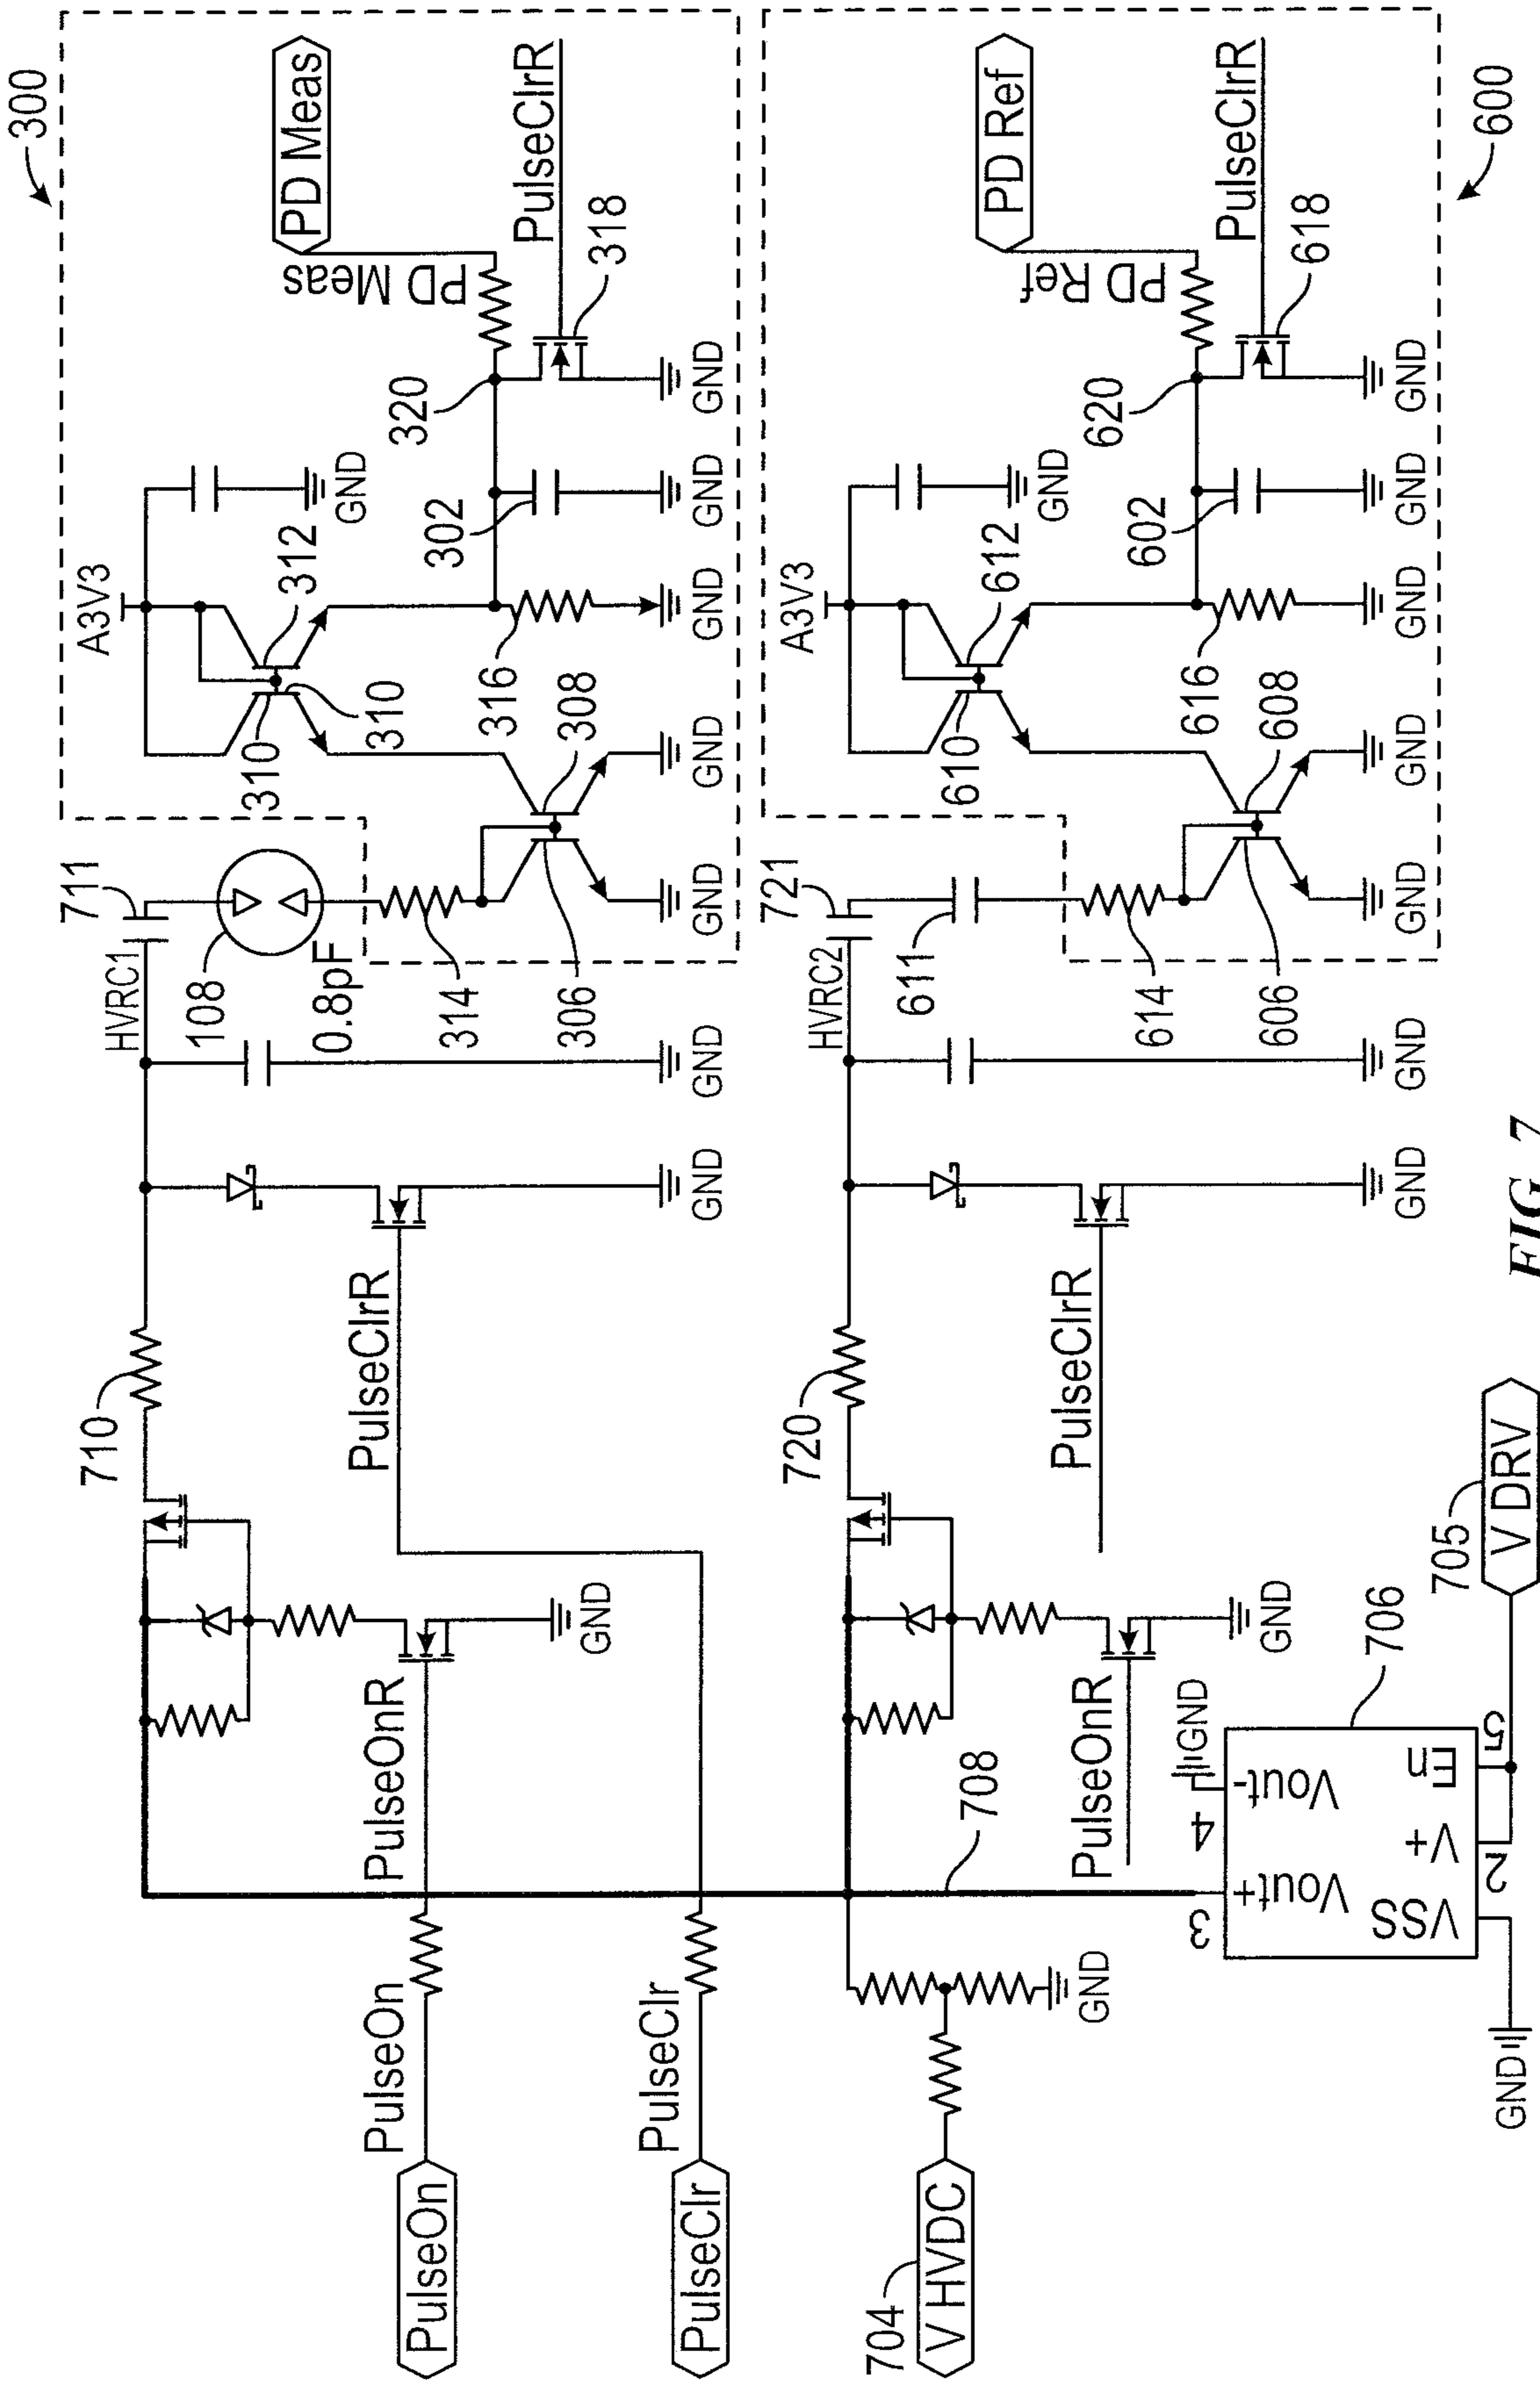 300
PD Meas
PD Meas
PulseClrR
318
320
GND
A3V3
312
GND
302
GND
310
310
316
GND
308
GND
711
HVRC1
108
0.8pF
314
306
GND
GND
710
PulseClrR
GND
PulseOnR
GND
PulseOn
PulseOn
PulseClr
PulseClr
PD Ref
PD Ref
PulseClrR
618
600
620
GND
A3V3
612
GND
602
GND
610
616
GND
608
GND
721
HVRC2
611
614
606
GND
GND
720
PulseClrR
GND
PulseOnR
GND
708
704
V HVDC
GND
706
GND
Vout-
4
Vout+
3
En
5
V+
2
VSS
GND
705
V DRV
FIG. 7